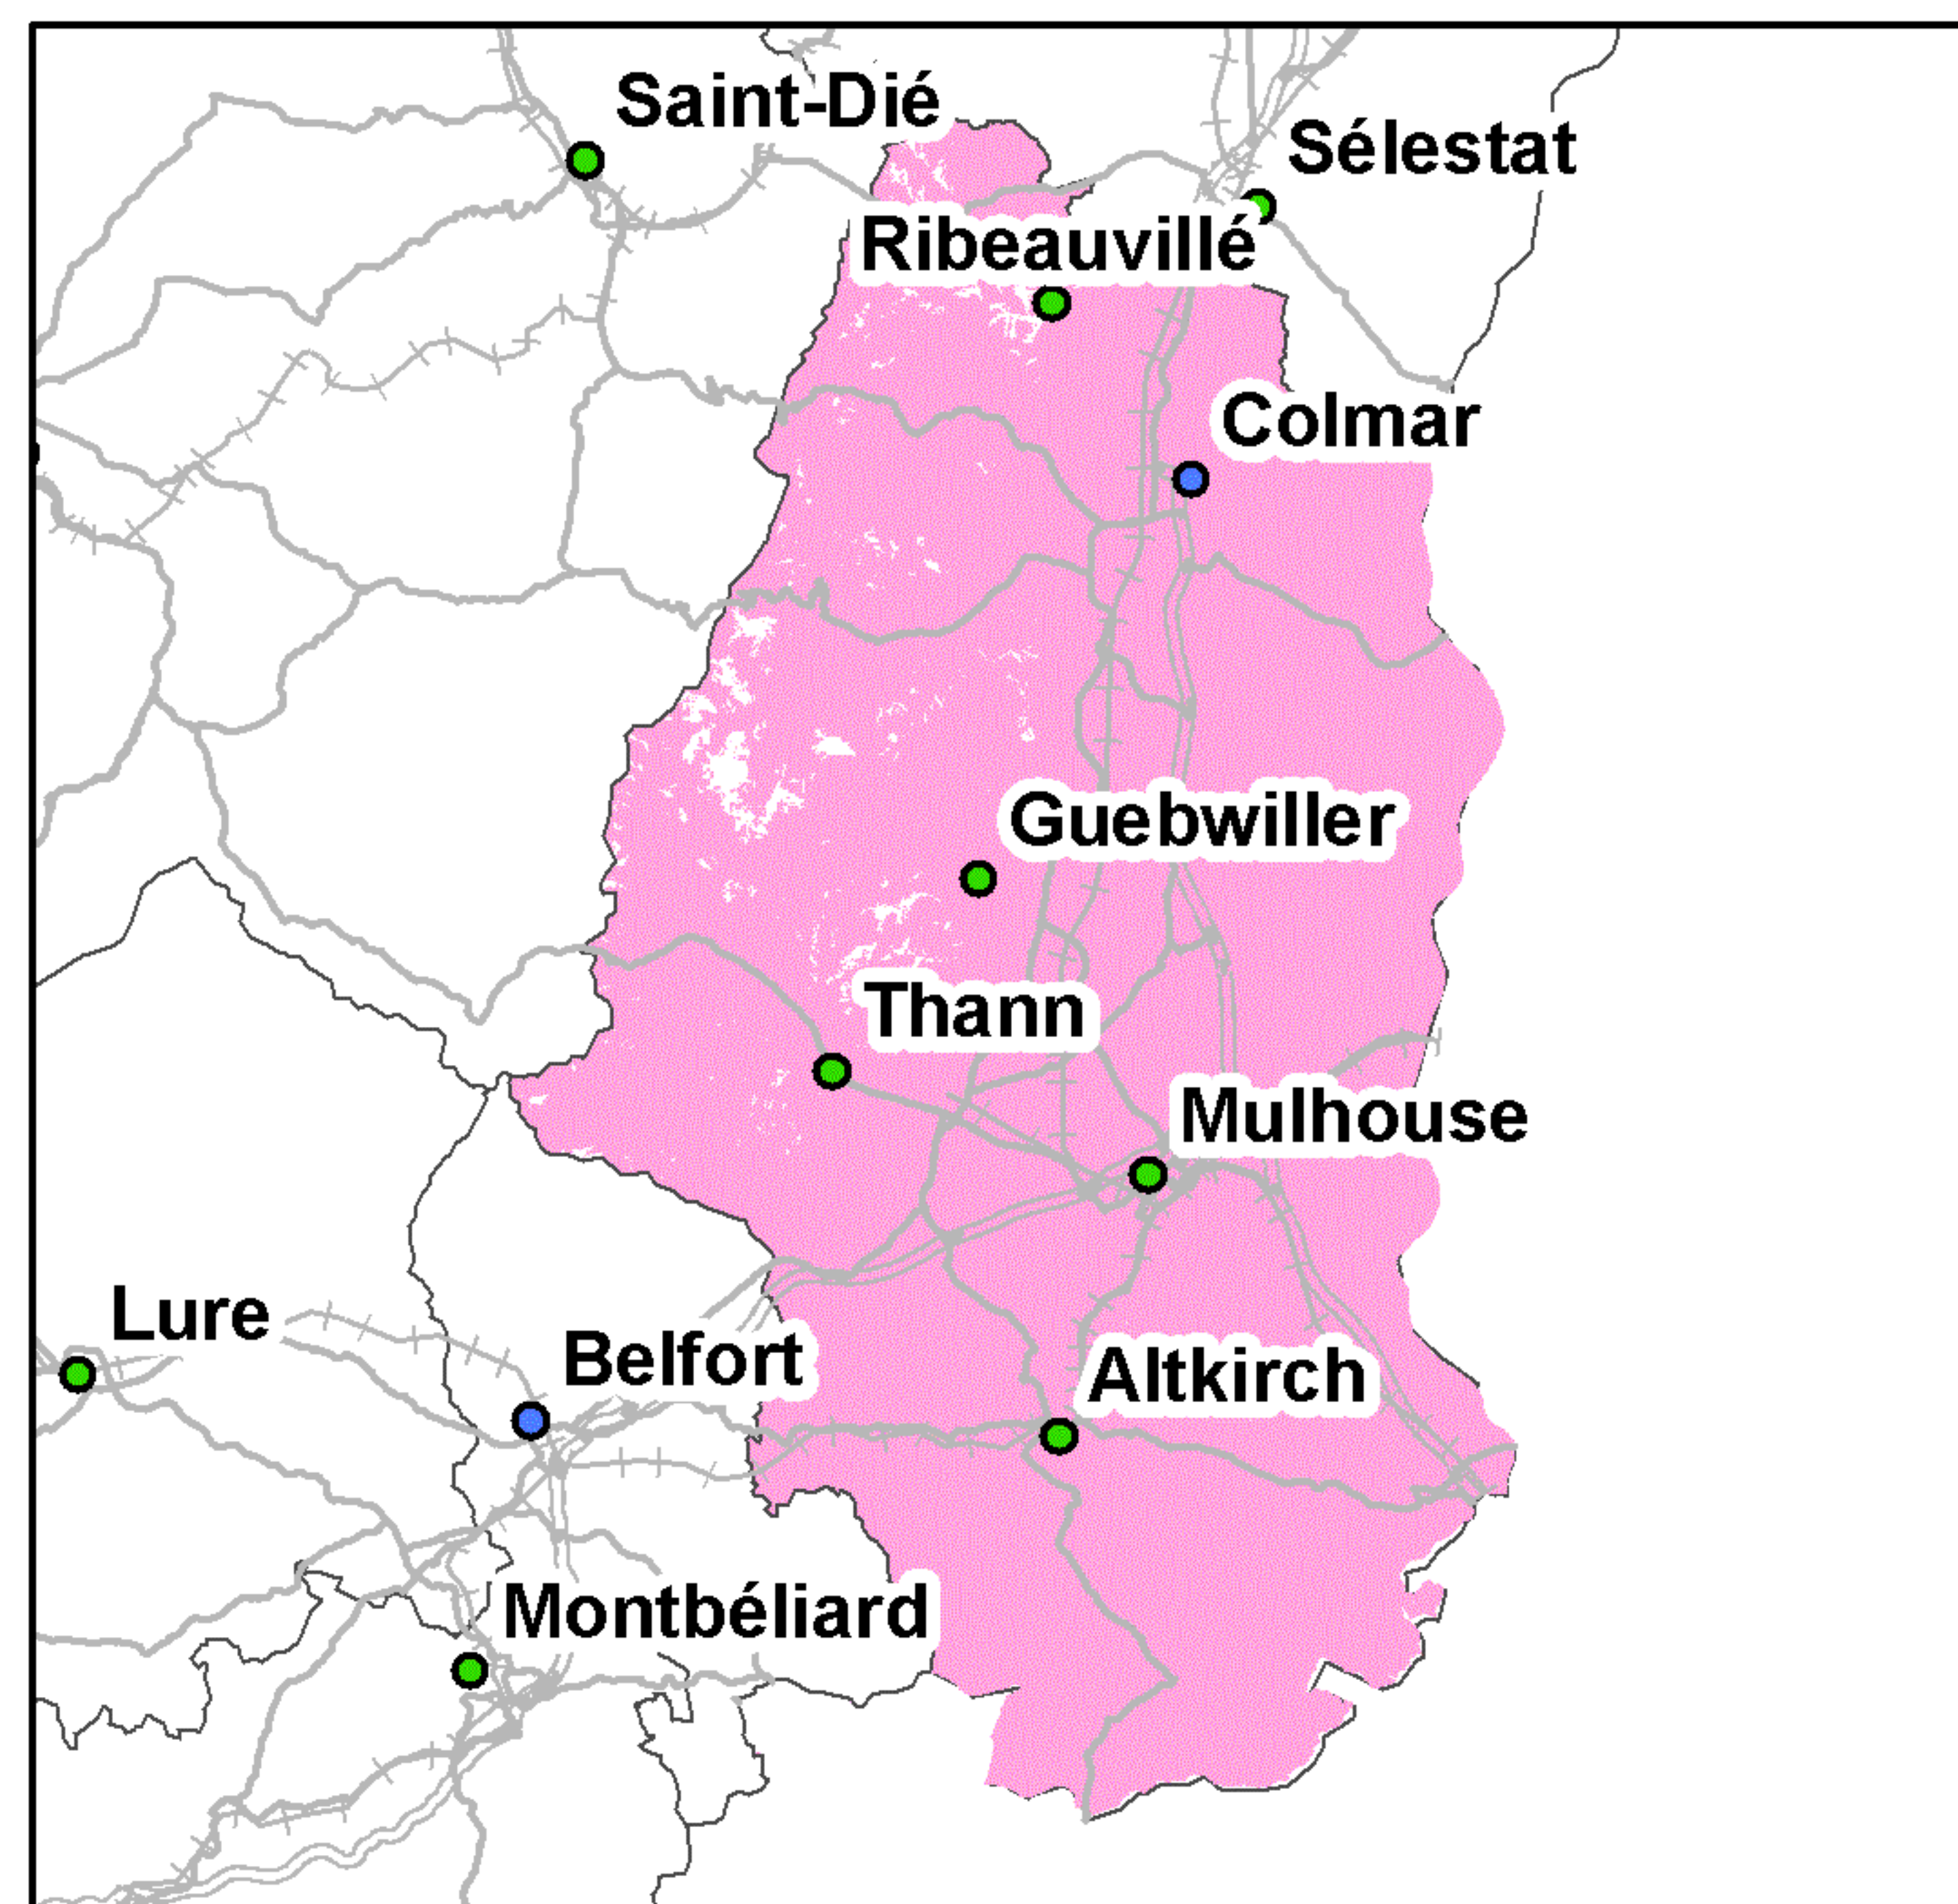 Saint-Dié
Sélestat
Ribeauvillé
Colmar
Guebwiller
Thann
Mulhouse
Lure
Belfort
Altkirch
Montbéliard